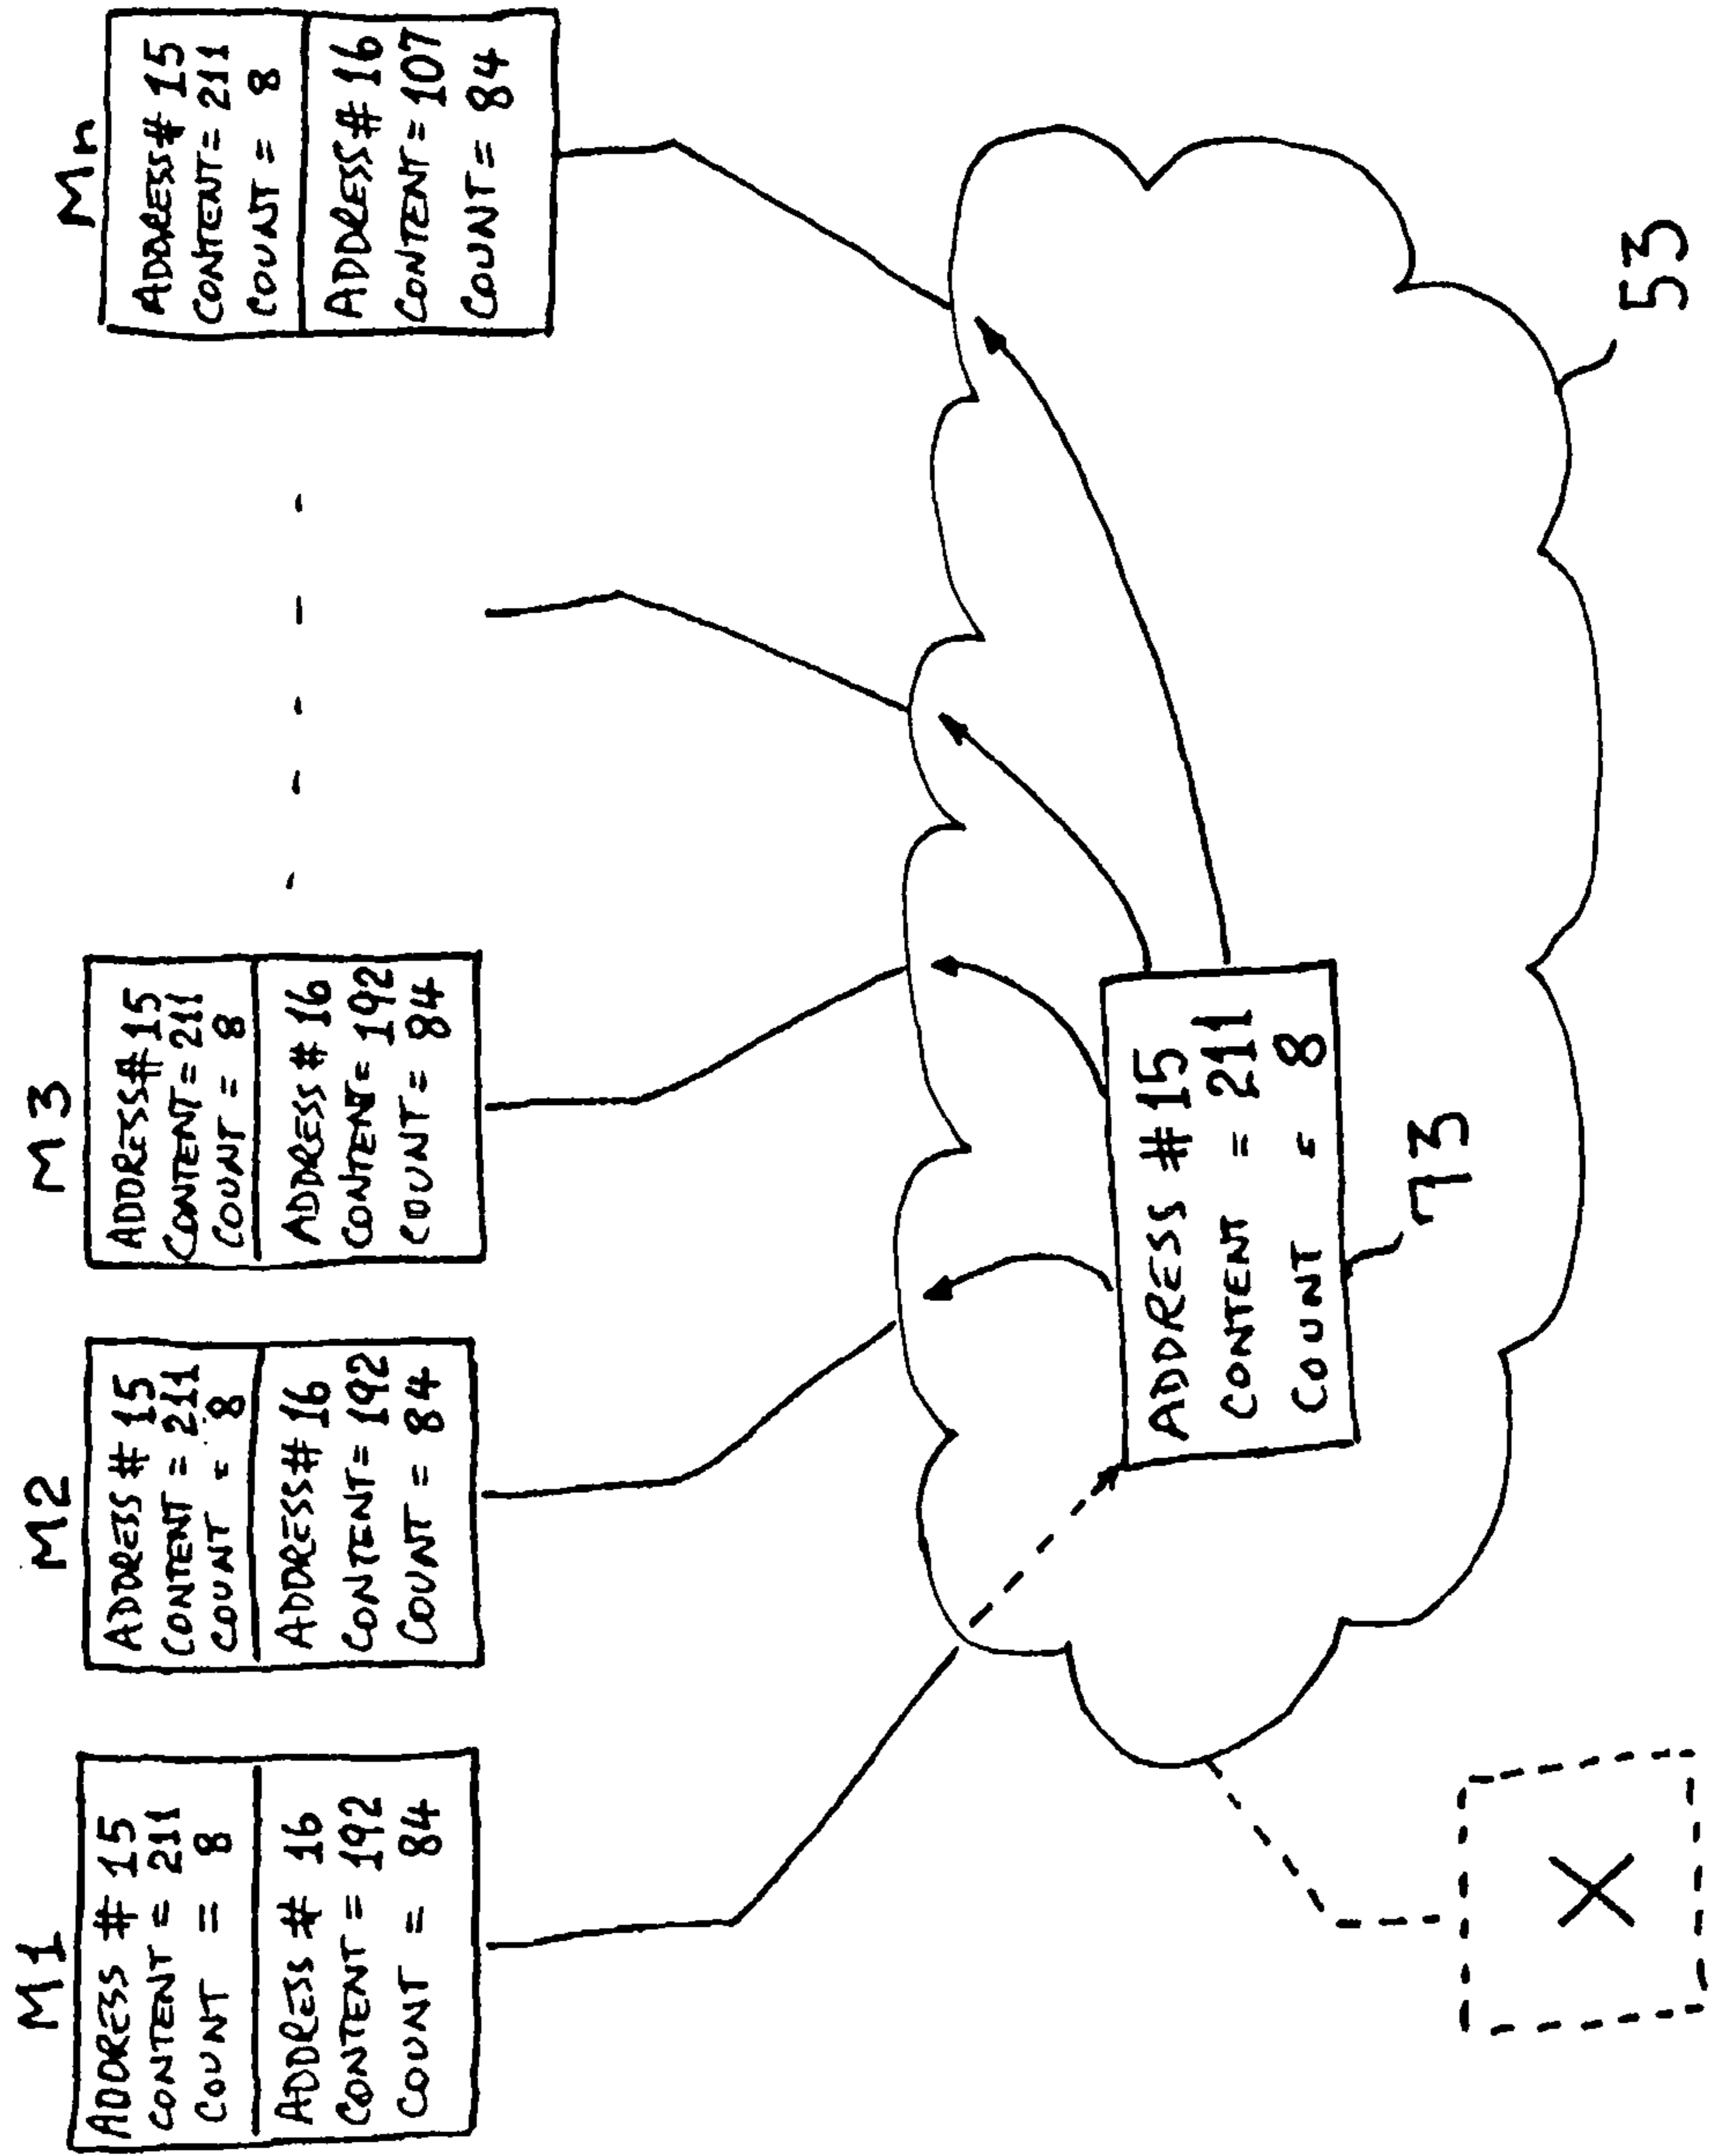 M1
ADDRESS # 15
CONTENT = 211
COUNT = 8
ADDRESS # 16
CONTENT = 192
COUNT = 84
M2
ADDRESS # 15
CONTENT = 211
COUNT = 8
ADDRESS # 16
CONTENT = 192
COUNT = 84
M3
ADDRESS # 15
CONTENT = 211
COUNT = 8
ADDRESS # 16
CONTENT = 192
COUNT = 84
Mn
ADDRESS # 15
CONTENT = 211
COUNT = 8
ADDRESS # 16
CONTENT = 107
COUNT = 84
ADDRESS # 15
CONTENT = 211
COUNT = 8
73
53
X